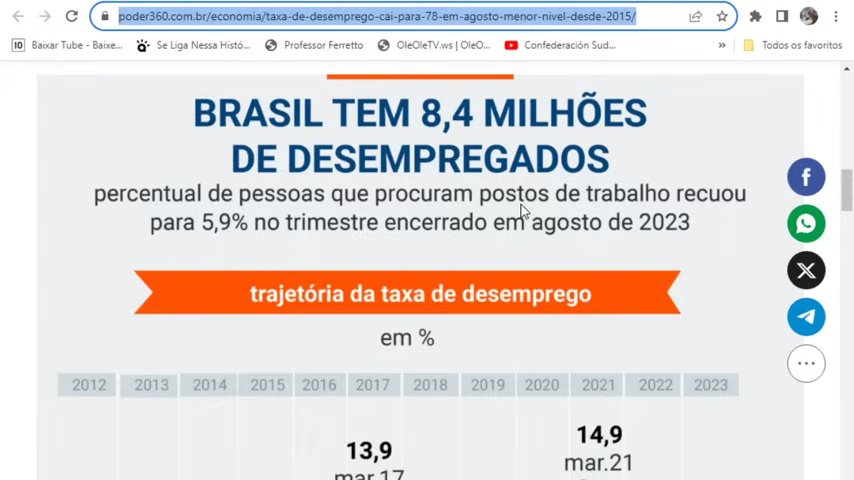 poder360.com.br/economia/taxa-de-desemprego-cai-para-78-em-agosto-menor-nivel-desde-2015/
10 Baixar Tube - Baixe...
Se Liga Nessa Histó...
Professor Ferretto
OleOleTV.ws | OleO...
Confederación Sud...
»
Todos os favoritos
BRASIL TEM 8,4 MILHÕES
DE DESEMPREGADOS
percentual de pessoas que procuram postos de trabalho recuou
para 5,9% no trimestre encerrado em agosto de 2023
trajetória da taxa de desemprego
em %
2012 2013 2014 2015 2016 2017 2018 2019 2020 2021 2022 2023
14,9
13,9
mar.21
mar.17